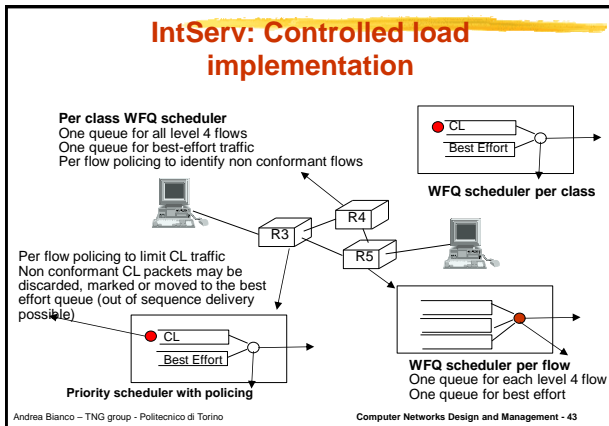 IntServ: Controlled load
implementation
Per class WFQ scheduler
One queue for all level 4 flows
One queue for best-effort traffic
Per flow policing to identify non conformant flows
CL
Best Effort
WFQ scheduler per class
R4
R3
R5
Per flow policing to limit CL traffic
Non conformant CL packets may be
discarded, marked or moved to the best
effort queue (out of sequence delivery
possible)
CL
Best Effort
Priority scheduler with policing
WFQ scheduler per flow
One queue for each level 4 flow
One queue for best effort
Andrea Bianco – TNG group - Politecnico di Torino
Computer Networks Design and Management - 43